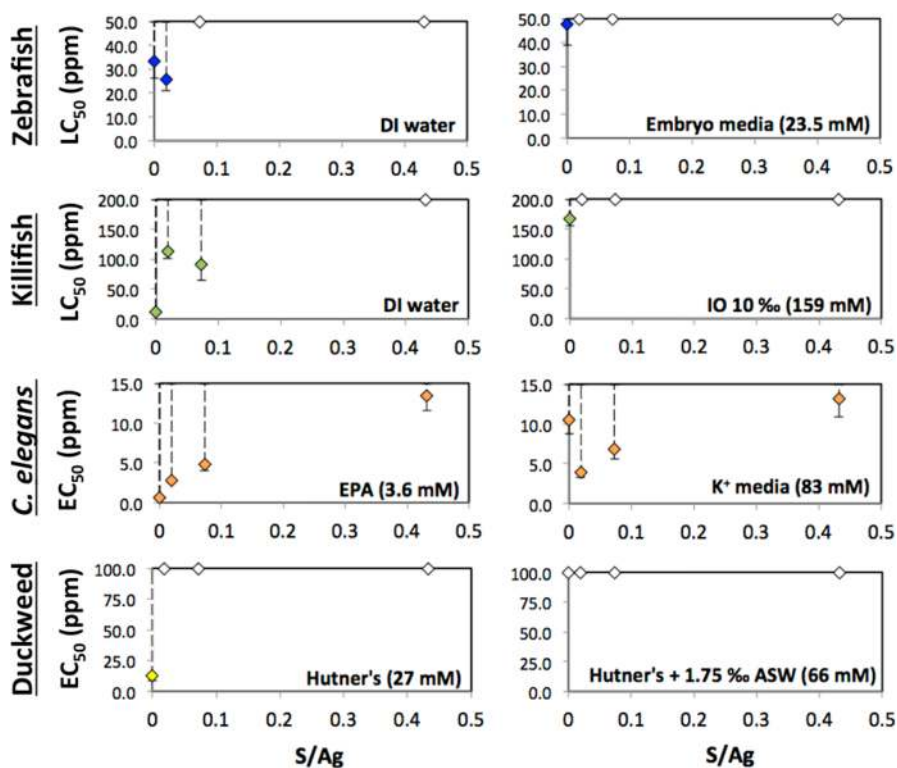 Zebrafish
LC50 (ppm)
50.0
40.0
30.0
20.0
10.0
0.0
DI water
0 0.1 0.2 0.3 0.4 0.5
50.0
40.0
30.0
20.0
10.0
0.0
Embryo media (23.5 mM)
0 0.1 0.2 0.3 0.4 0.5
Killifish
LC50 (ppm)
200.0
150.0
100.0
50.0
0.0
DI water
0 0.1 0.2 0.3 0.4 0.5
200.0
150.0
100.0
50.0
0.0
IO 10 ‰ (159 mM)
0 0.1 0.2 0.3 0.4 0.5
C. elegans
EC50 (ppm)
15.0
10.0
5.0
0.0
EPA (3.6 mM)
0 0.1 0.2 0.3 0.4 0.5
15.0
10.0
5.0
0.0
K+ media (83 mM)
0 0.1 0.2 0.3 0.4 0.5
Duckweed
EC50 (ppm)
100.0
75.0
50.0
25.0
0.0
Hutner's (27 mM)
0 0.1 0.2 0.3 0.4 0.5
S/Ag
100.0
75.0
50.0
25.0
0.0
Hutner's + 1.75 ‰ ASW (66 mM)
0 0.1 0.2 0.3 0.4 0.5
S/Ag